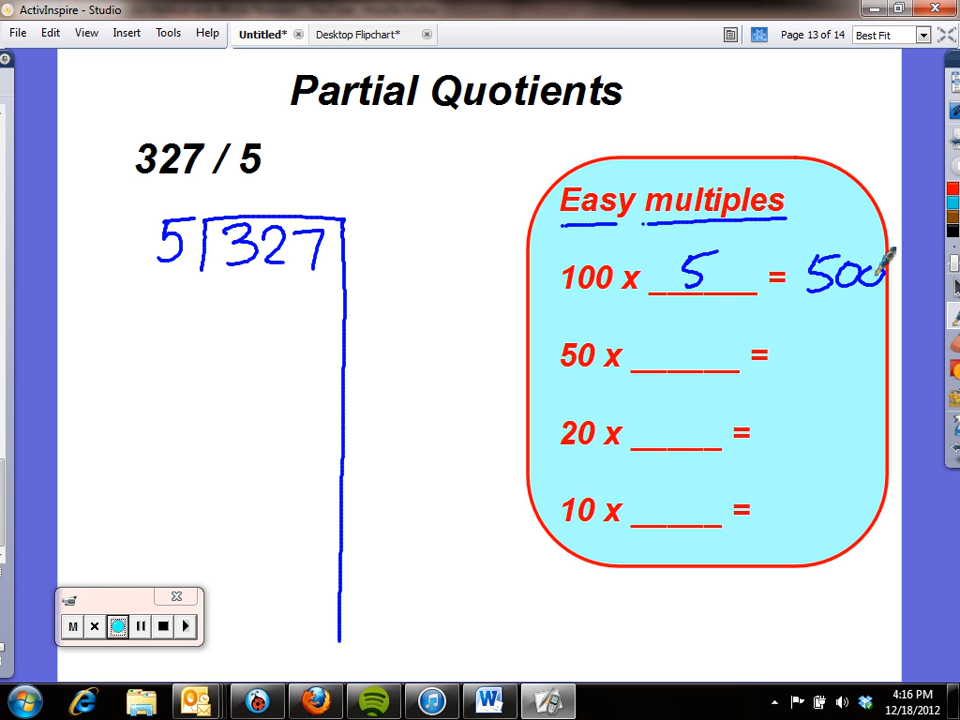 ActivInspire - Studio
File Edit View Insert Tools Help Untitled* Desktop Flipchart* Page 13 of 14 Best Fit
Partial Quotients
327 / 5
5 327
Easy multiples
100 x 5 = 500
50 x ______ =
20 x _____ =
10 x _____ =
M
4:16 PM
12/18/2012